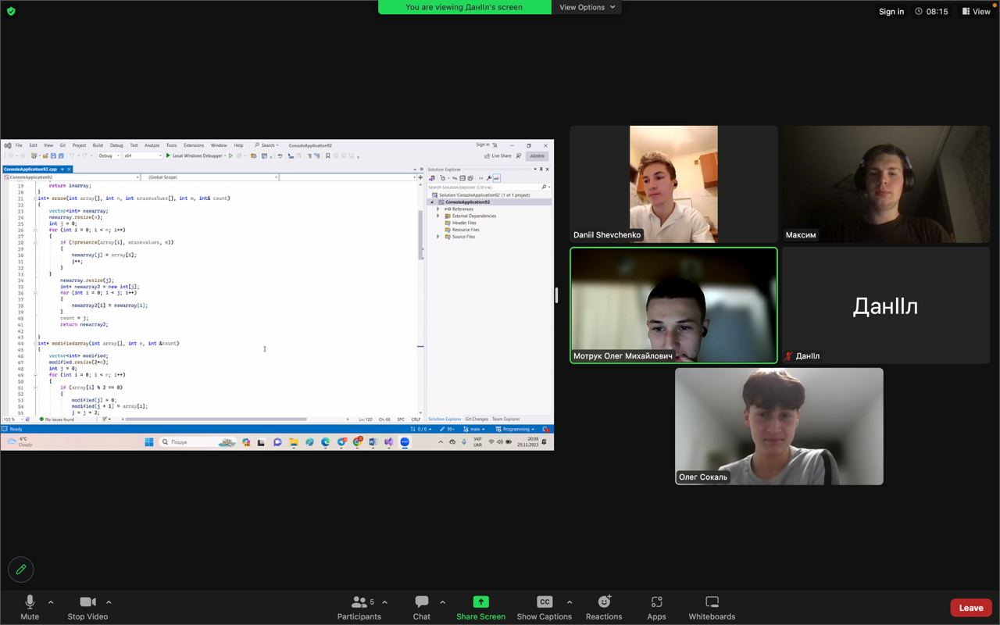 You are viewing ДанІІл's screen
View Options
Sign in
08:15
View
File Edit View Git Project Build Debug Test Analyze Tools Extensions Window Help Search ConsoleApplication92
Sign in
Debug x64 Local Windows Debugger Live Share ADMIN
ConsoleApplication92.cpp
ConsoleApplication92 (Global Scope)
19 return inarray;
20 }
21 int* erase(int array[], int n, int erasevalues[], int m, int& count)
22 {
23 vector<int> newarray;
24 newarray.resize(n);
25 int j = 0;
26 for (int i = 0; i < n; i++)
27 {
28 if (!presence(array[i], erasevalues, m))
29 {
30 newarray[j] = array[i];
31 j++;
32 }
33 }
34 newarray.resize(j);
35 int* newarray2 = new int[j];
36 for (int i = 0; i < j; i++)
37 {
38 newarray2[i] = newarray[i];
39 }
40 count = j;
41 return newarray2;
42
43 }
44 int* modifiedarray(int array[], int n, int &count)
45 {
46 vector<int> modified;
47 modified.resize(2*n);
48 int j = 0;
49 for (int i = 0; i < n; i++)
50 {
51 if (array[i] % 2 == 0)
52 {
53 modified[j] = 0;
54 modified[j + 1] = array[i];
55 j = j + 2;
No issues found Ln: 120 Ch: 66 SPC CRLF
Solution Explorer
Search Solution Explorer (Ctrl+ж)
Solution 'ConsoleApplication92' (1 of 1 project)
ConsoleApplication92
References
External Dependencies
Header Files
Resource Files
Source Files
Solution Explorer Git Changes Team Explorer
Ready 0 / 0 99+ main Programming
-6°C
Cloudy
Пошук
УКР
UKR
20:08
29.11.2023
Daniil Shevchenko
Максим
Мотрук Олег Михайлович
ДанІІл
ДанІІл
Олег Сокаль
Mute
Stop Video
Participants 5
Chat
Share Screen
CC
Show Captions
Reactions
Apps
Whiteboards
Leave